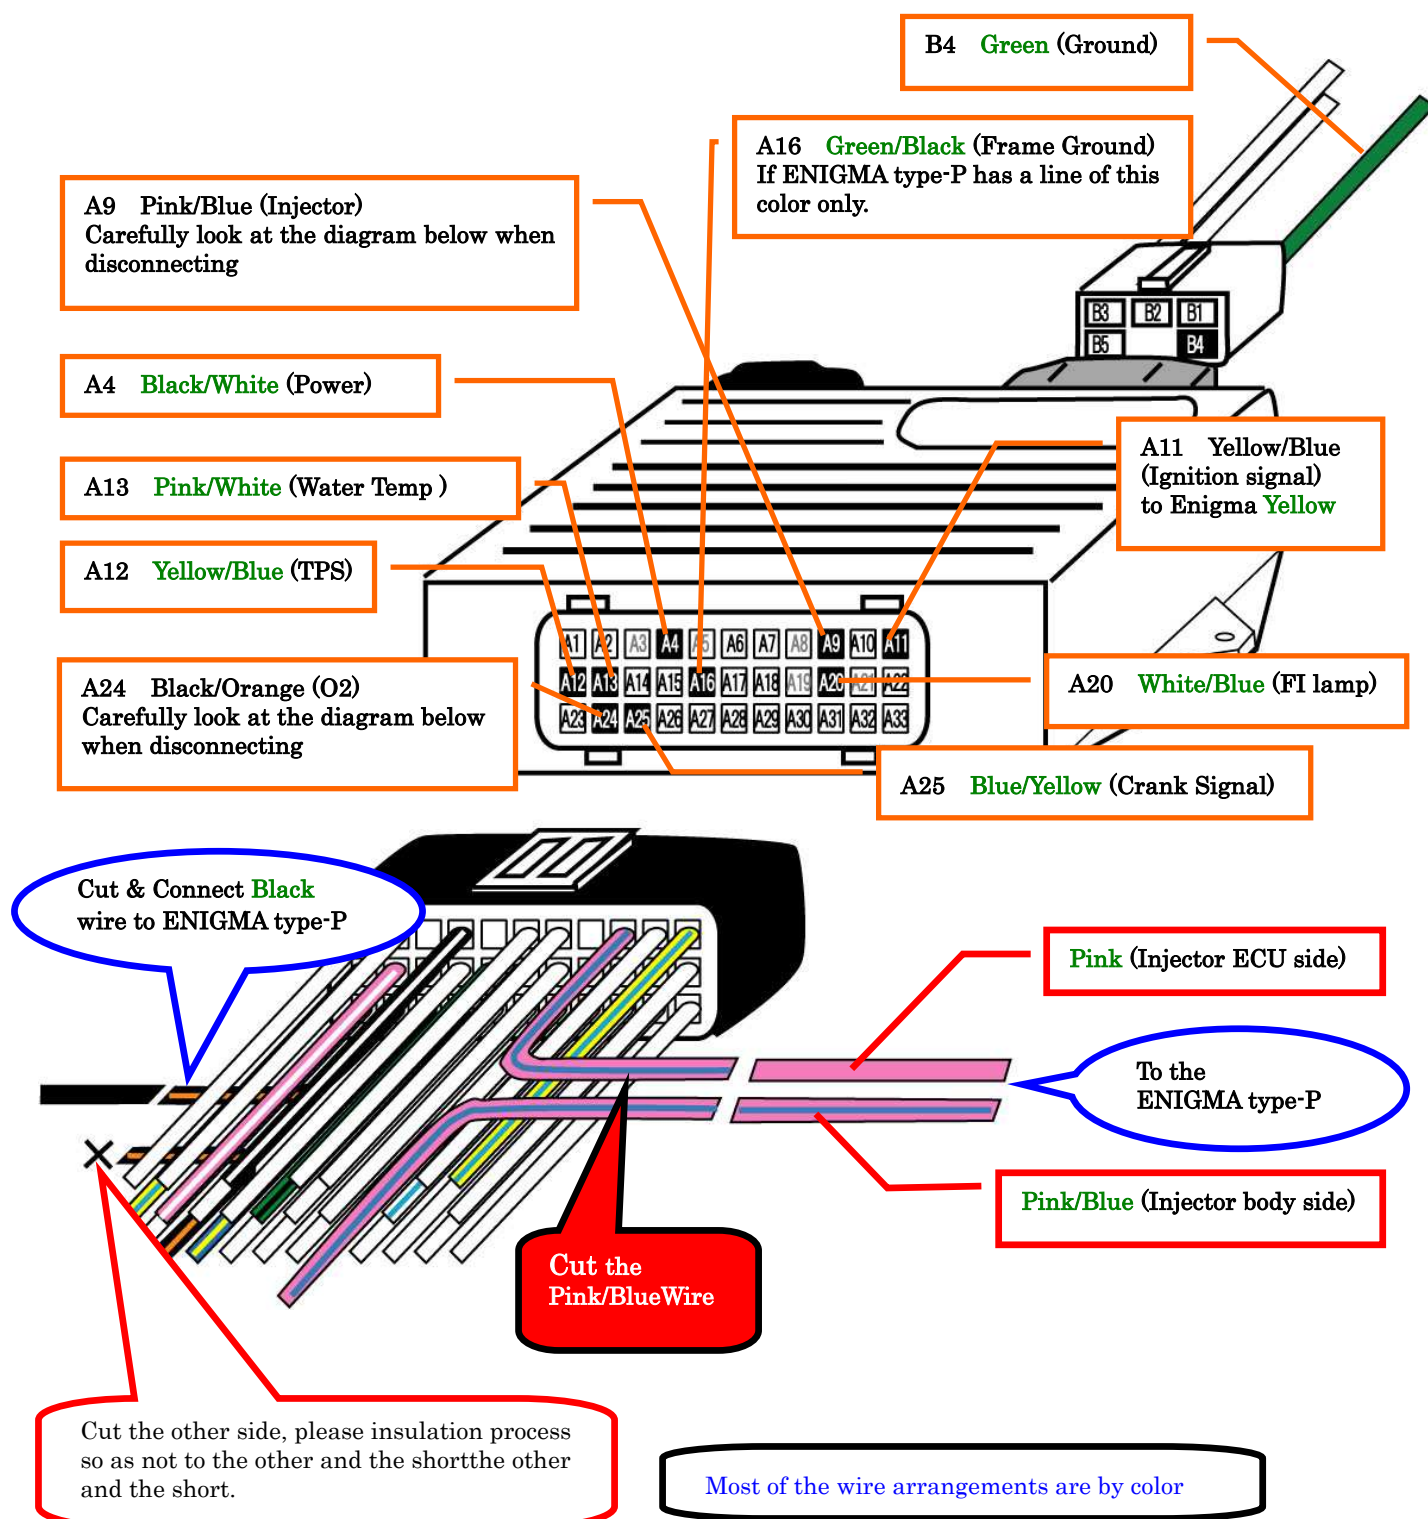 B4 Green (Ground)
A16 Green/Black (Frame Ground)
If ENIGMA type-P has a line of this
color only.
A9 Pink/Blue (Injector)
Carefully look at the diagram below when
disconnecting
B3 B2 B1
B5 B4
A4 Black/White (Power)
A11 Yellow/Blue
(Ignition signal)
to Enigma Yellow
A13 Pink/White (Water Temp )
A12 Yellow/Blue (TPS)
A1 A2 A3 A4 A5 A6 A7 A8 A9 A10 A11
A12 A13 A14 A15 A16 A17 A18 A19 A20 A21 A22
A23 A24 A25 A26 A27 A28 A29 A30 A31 A32 A33
A24 Black/Orange (O2)
Carefully look at the diagram below
when disconnecting
A20 White/Blue (FI lamp)
A25 Blue/Yellow (Crank Signal)
Cut & Connect Black
wire to ENIGMA type-P
Pink (Injector ECU side)
To the
ENIGMA type-P
Pink/Blue (Injector body side)
Cut the
Pink/BlueWire
Cut the other side, please insulation process
so as not to the other and the shortthe other
and the short.
Most of the wire arrangements are by color